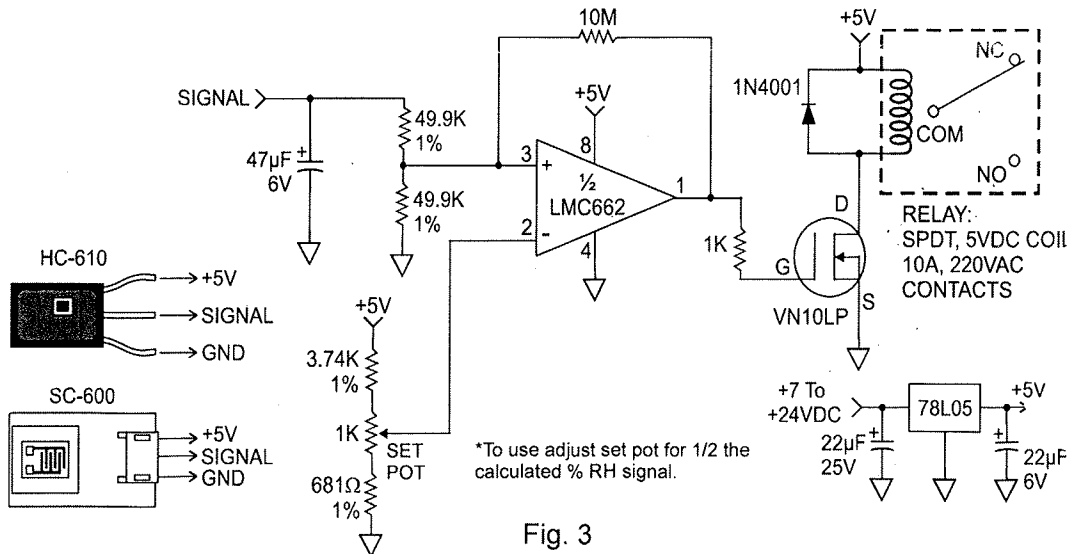 10M
+5V
NC
1N4001
SIGNAL
49.9K
1%
+5V
COM
47µF
6V
+
3
+
8
½
LMC662
1
NO
49.9K
1%
2
-
4
D
RELAY:
SPDT, 5VDC COIL
10A, 220VAC
CONTACTS
1K
G
S
VN10LP
HC-610
+5V
SIGNAL
GND
+5V
3.74K
1%
1K
SET
POT
681Ω
1%
SC-600
+5V
SIGNAL
GND
*To use adjust set pot for 1/2 the
calculated % RH signal.
+7 To
+24VDC
78L05
+5V
+
22µF
25V
+
22µF
6V
Fig. 3